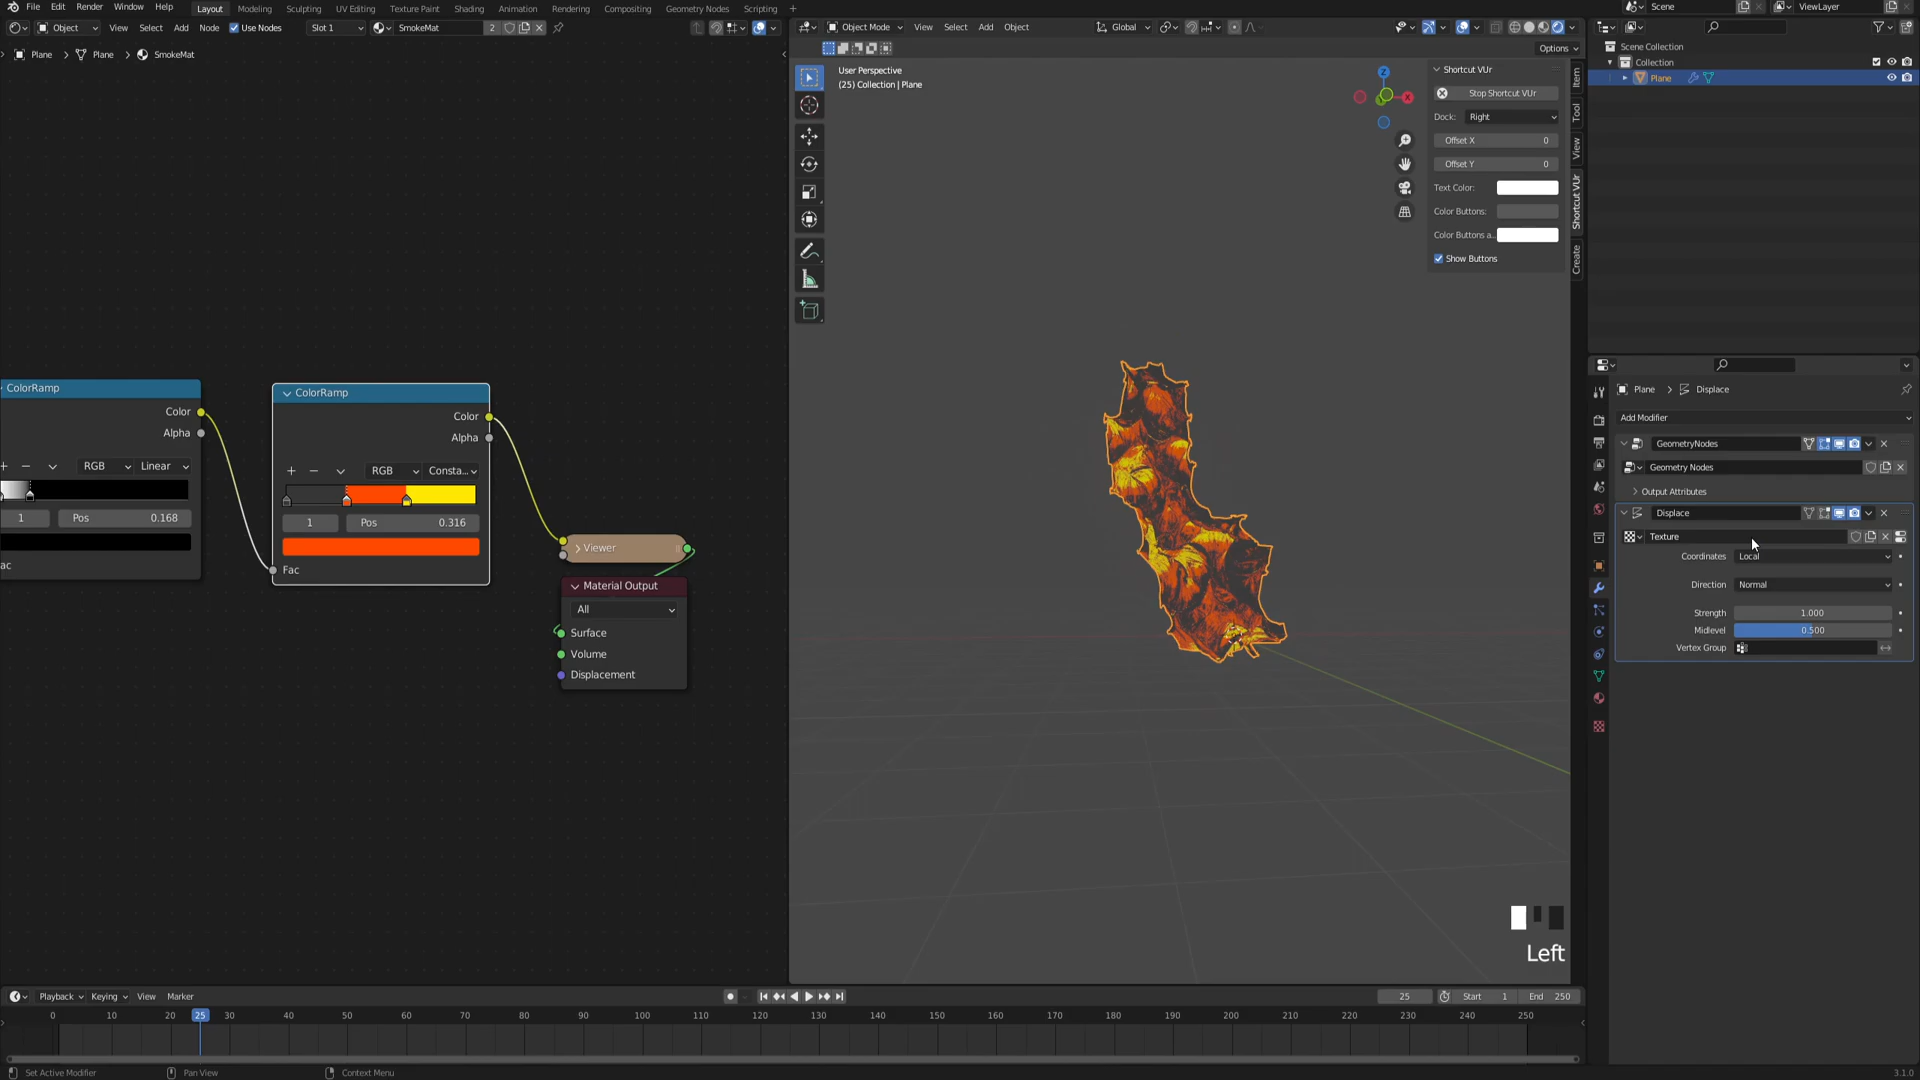 File Edit Render Window Help Layout Modeling Sculpting UV Editing Texture Paint Shading Animation Rendering Compositing Geometry Nodes Scripting + Scene ViewLayer
Object View Select Add Node Use Nodes Slot 1 SmokeMat 2
Object Mode View Select Add Object Global
Options
Plane > Plane > SmokeMat
User Perspective
(25) Collection | Plane
Shortcut VUr
Stop Shortcut VUr
Dock: Right
Offset X 0
Offset Y 0
Text Color:
Color Buttons:
Color Buttons a..
Show Buttons
Item
Tool
View
Shortcut VUr
Create
Z
X
Scene Collection
Collection
Plane
ColorRamp
Color
Alpha
RGB Linear
1 Pos 0.168
ac
ColorRamp
Color
Alpha
RGB Consta...
1 Pos 0.316
Fac
Viewer
Material Output
All
Surface
Volume
Displacement
Plane > Displace
Add Modifier
GeometryNodes
Geometry Nodes
Output Attributes
Displace
Texture
Coordinates Local
Direction Normal
Strength 1.000
Midlevel 0.500
Vertex Group
Left
Playback Keying View Marker 25 Start 1 End 250
0 10 25 30 40 50 60 70 80 90 100 110 120 130 140 150 160 170 180 190 200 210 220 230 240 250
Set Active Modifier Pan View Context Menu 3.1.0